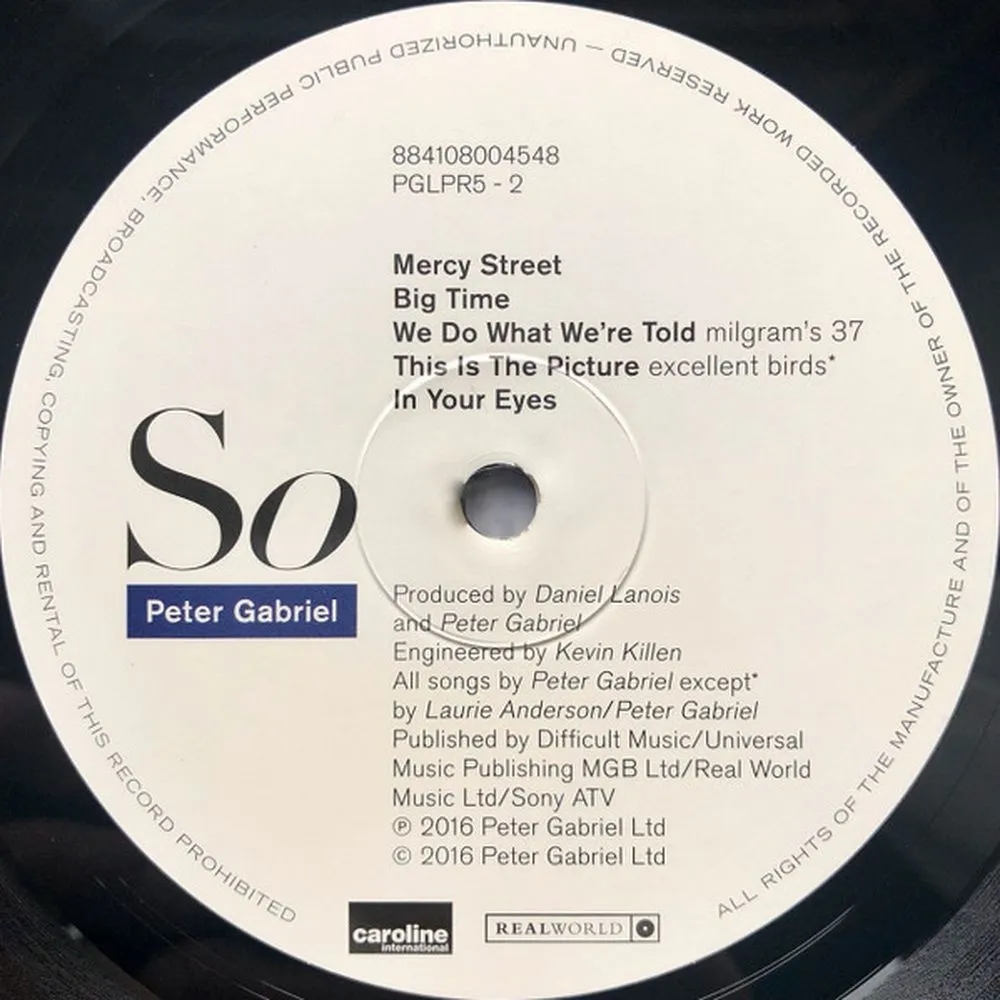 884108004548
PGLPR5 - 2
Mercy Street
Big Time
We Do What We're Told milgram's 37
This Is The Picture excellent birds*
In Your Eyes
So
Peter Gabriel
Produced by Daniel Lanois
and Peter Gabriel
Engineered by Kevin Killen
All songs by Peter Gabriel except*
by Laurie Anderson/Peter Gabriel
Published by Difficult Music/Universal
Music Publishing MGB Ltd/Real World
Music Ltd/Sony ATV
℗ 2016 Peter Gabriel Ltd
© 2016 Peter Gabriel Ltd
caroline
international
REALWORLD
ALL RIGHTS OF THE MANUFACTURE AND OF THE OWNER OF THE RECORDED WORK RESERVED — UNAUTHORIZED PUBLIC PERFORMANCE, BROADCASTING, COPYING AND RENTAL OF THIS RECORD PROHIBITED